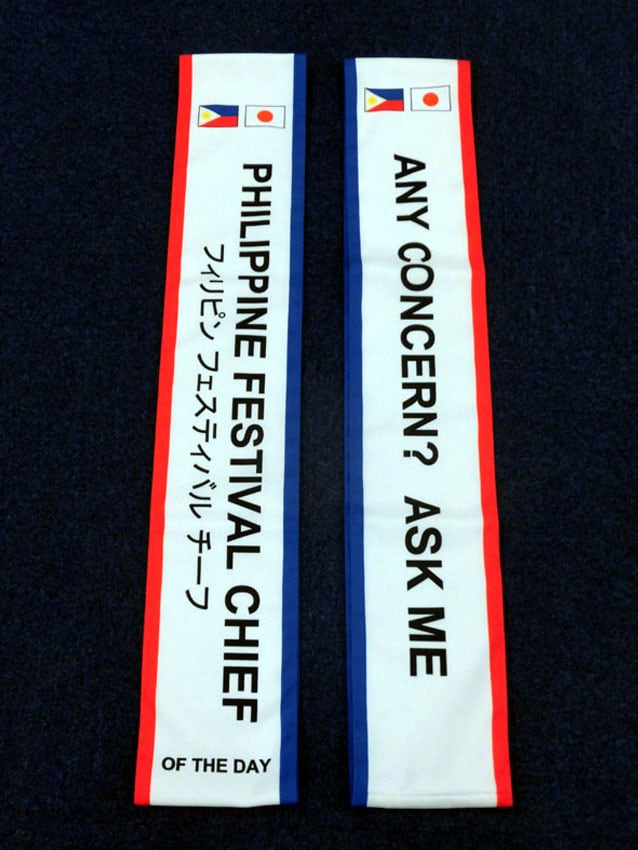 PHILIPPINE FESTIVAL CHIEF
フィリピン フェスティバル チーフ
OF THE DAY
ANY CONCERN? ASK ME